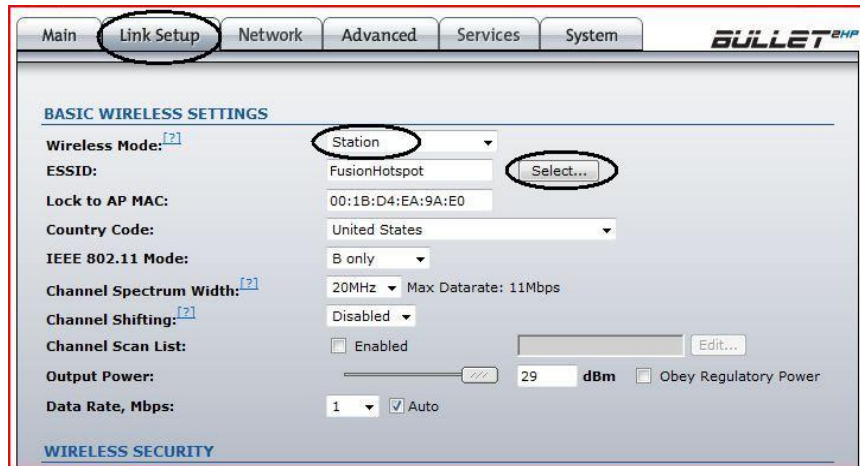 Main Link Setup Network Advanced Services System BULLET2HP
BASIC WIRELESS SETTINGS
Wireless Mode:[?] Station
ESSID: FusionHotspot Select...
Lock to AP MAC: 00:1B:D4:EA:9A:E0
Country Code: United States
IEEE 802.11 Mode: B only
Channel Spectrum Width:[?] 20MHz Max Datarate: 11Mbps
Channel Shifting:[?] Disabled
Channel Scan List: Enabled Edit...
Output Power: 29 dBm Obey Regulatory Power
Data Rate, Mbps: 1 Auto
WIRELESS SECURITY